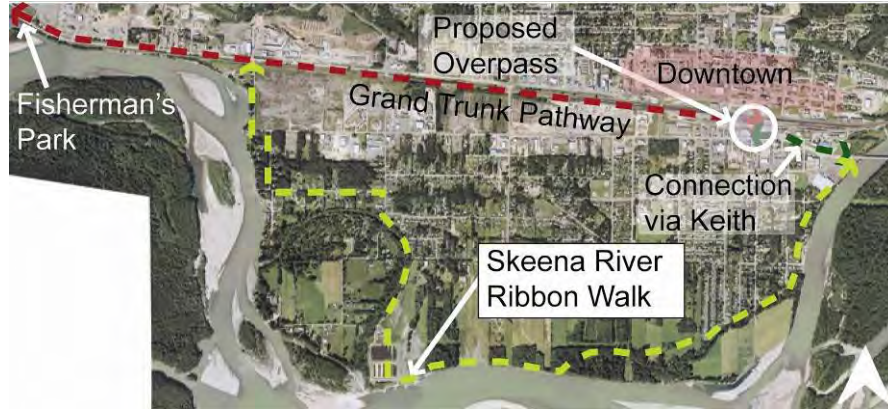 Proposed
Overpass
Downtown
Fisherman's
Park
Grand Trunk Pathway
Connection
via Keith
Skeena River
Ribbon Walk